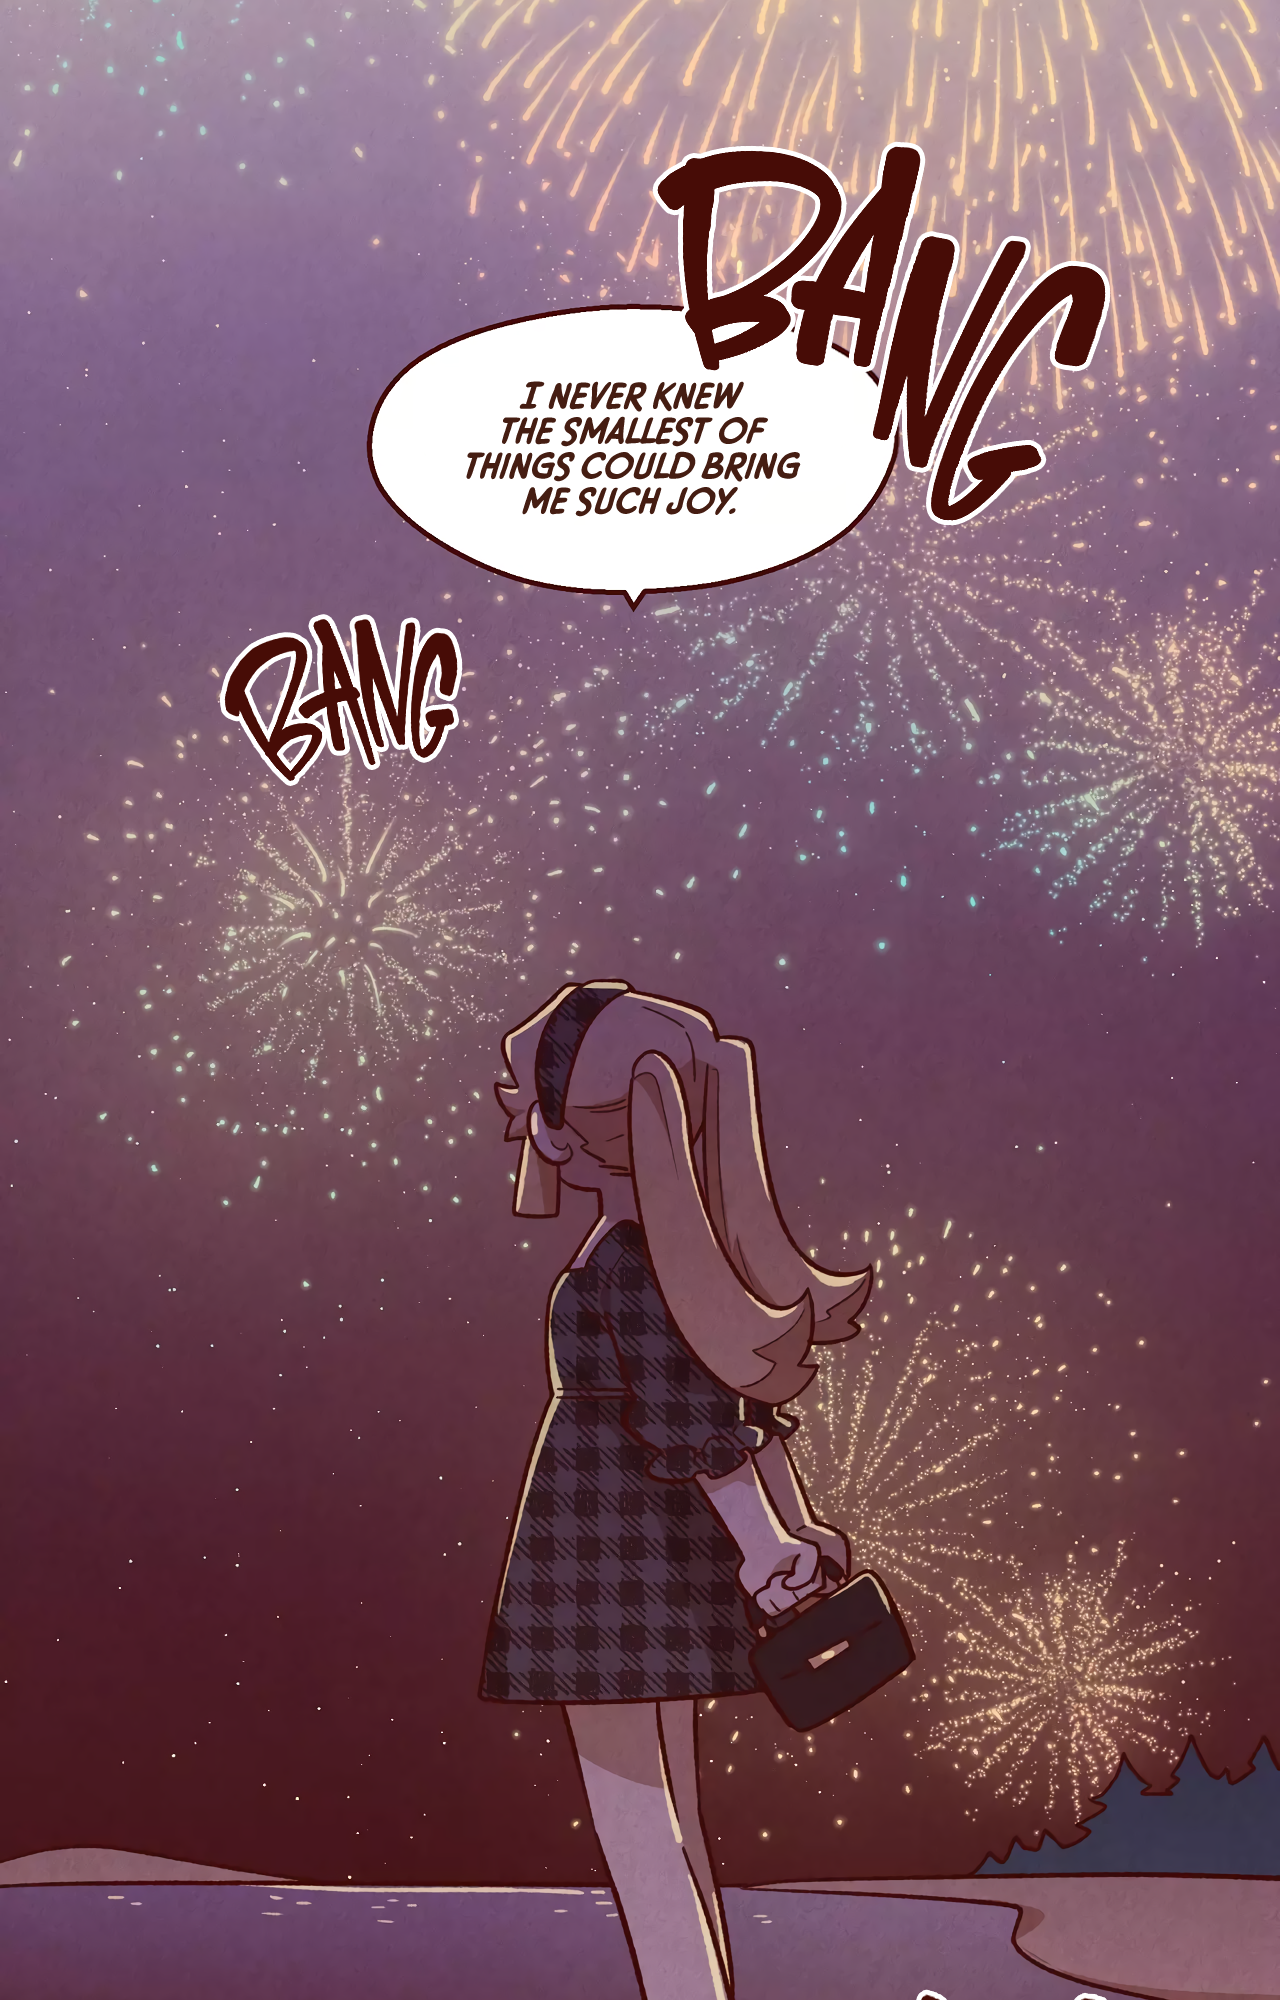 BANG
I NEVER KNEW
THE SMALLEST OF
THINGS COULD BRING
ME SUCH JOY.
BANG